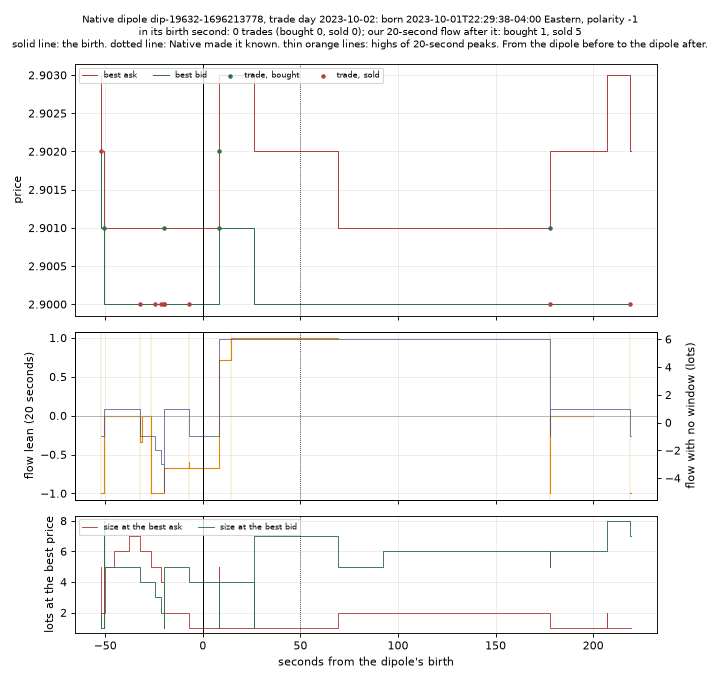 Native dipole dip-19632-1696213778, trade day 2023-10-02: born 2023-10-01T22:29:38-04:00 Eastern, polarity -1
in its birth second: 0 trades (bought 0, sold 0); our 20-second flow after it: bought 1, sold 5
solid line: the birth. dotted line: Native made it known. thin orange lines: highs of 20-second peaks. From the dipole before to the dipole after.
best ask best bid trade, bought trade, sold
2.9030
2.9025
2.9020
2.9015
2.9010
2.9005
2.9000
price
1.0
0.5
0.0
−0.5
−1.0
flow lean (20 seconds)
6
4
2
0
−2
−4
flow with no window (lots)
size at the best ask size at the best bid
8
6
4
2
lots at the best price
−50 0 50 100 150 200
seconds from the dipole's birth